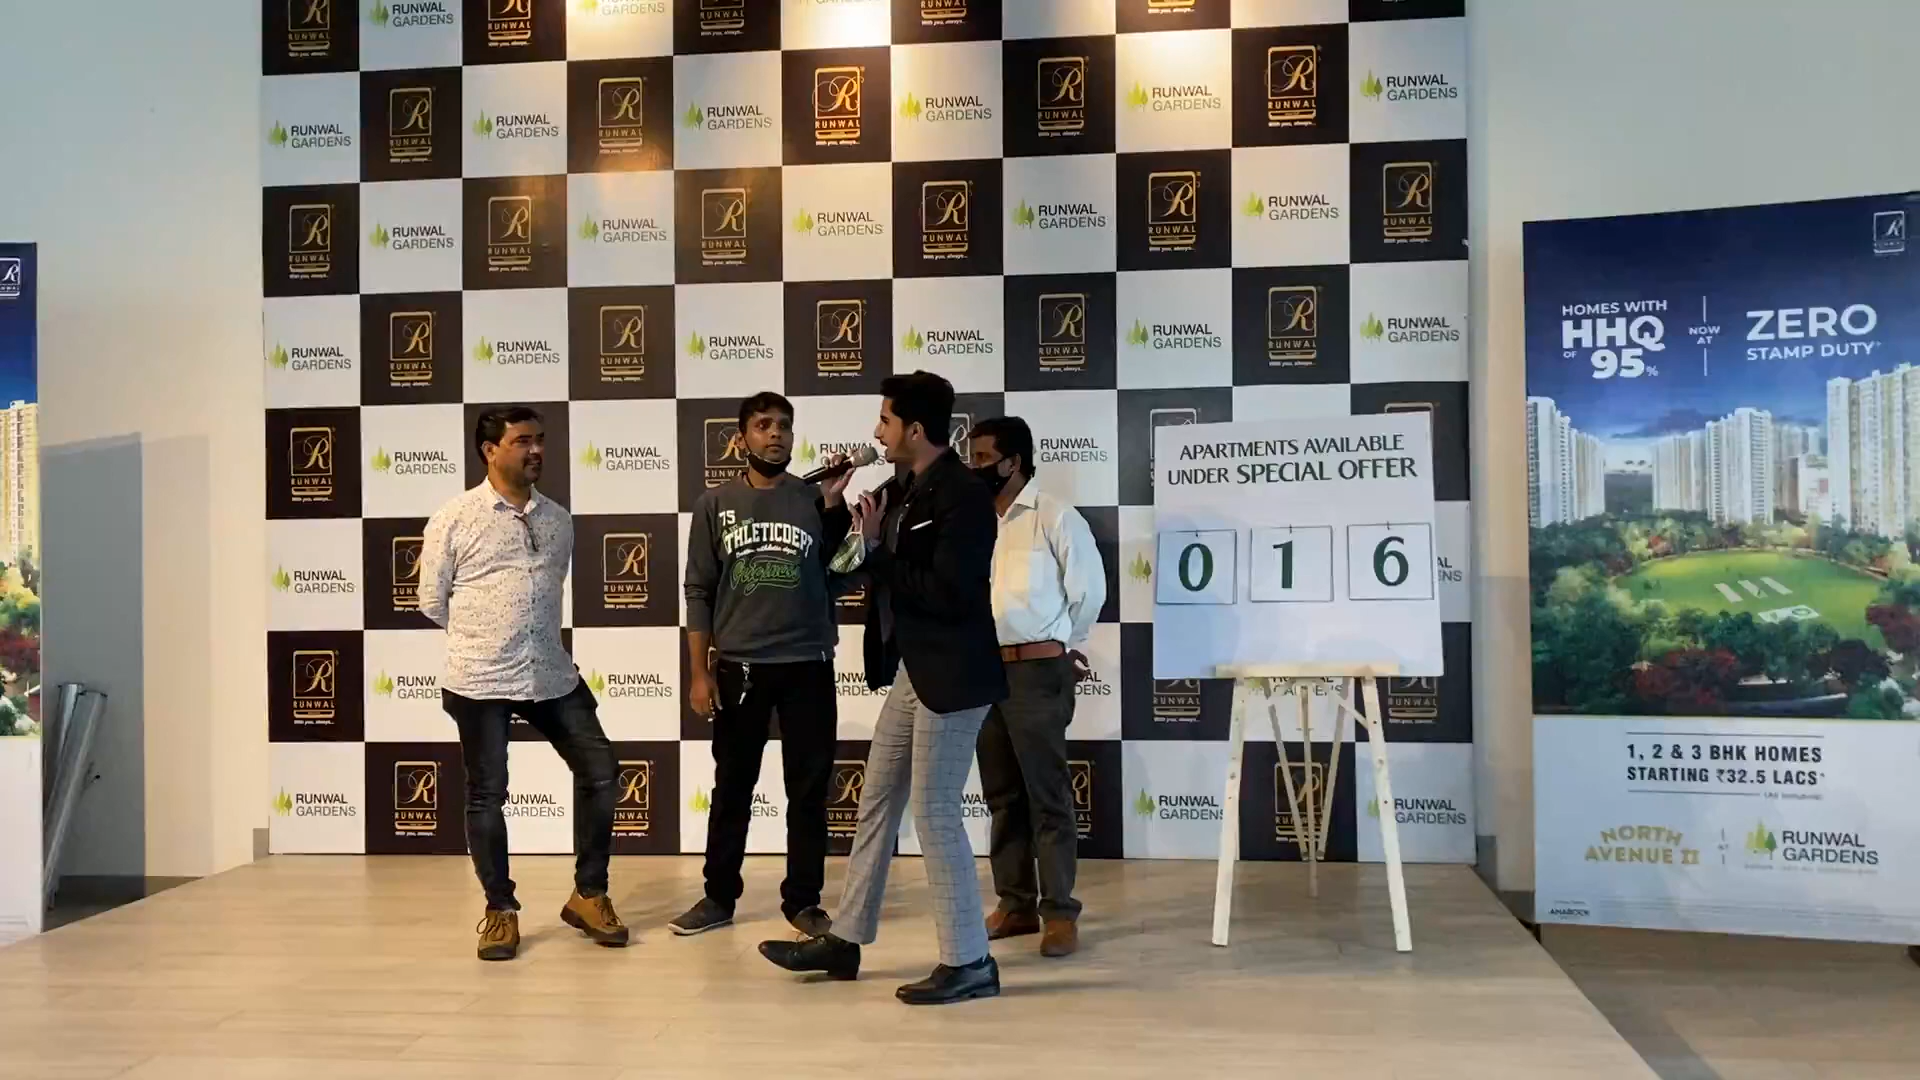 RUNWAL
GARDENS
R
RUNWAL
With you, always...
75
ATHLETICDEPT
APARTMENTS AVAILABLE
UNDER SPECIAL OFFER
0 1 6
HOMES WITH
HHQ
OF 95%
NOW
AT
ZERO
STAMP DUTY*
1, 2 & 3 BHK HOMES
STARTING ₹32.5 LACS*
NORTH
AVENUE II
AT
RUNWAL
GARDENS
ANAROCK